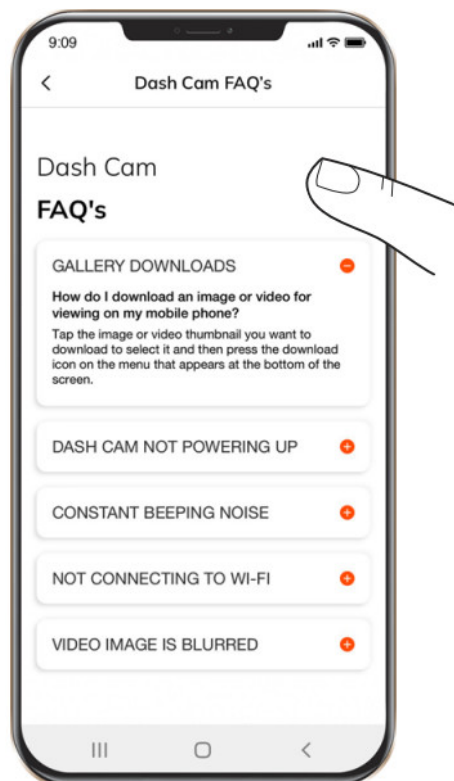 9:09
Dash Cam FAQ's
Dash Cam
FAQ's
GALLERY DOWNLOADS
How do I download an image or video for
viewing on my mobile phone?
Tap the image or video thumbnail you want to
download to select it and then press the download
icon on the menu that appears at the bottom of the
screen.
DASH CAM NOT POWERING UP
CONSTANT BEEPING NOISE
NOT CONNECTING TO WI-FI
VIDEO IMAGE IS BLURRED